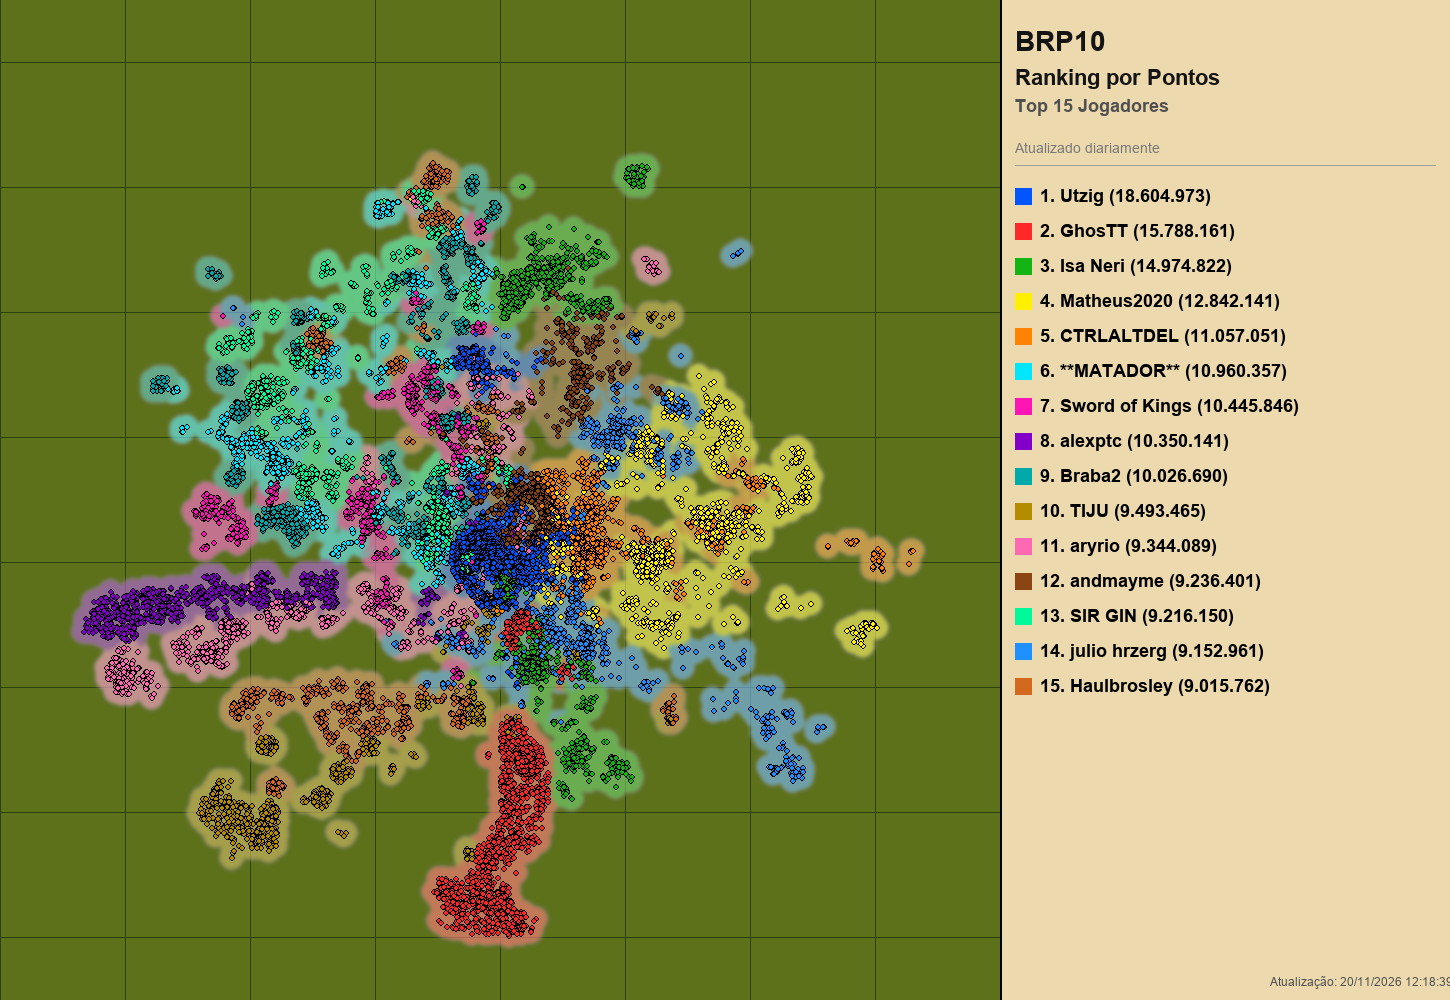 BRP10
Ranking por Pontos
Top 15 Jogadores
Atualizado diariamente
1. Utzig (18.604.973)
2. GhosTT (15.788.161)
3. Isa Neri (14.974.822)
4. Matheus2020 (12.842.141)
5. CTRLALTDEL (11.057.051)
6. **MATADOR** (10.960.357)
7. Sword of Kings (10.445.846)
8. alexptc (10.350.141)
9. Braba2 (10.026.690)
10. TIJU (9.493.465)
11. aryrio (9.344.089)
12. andmayme (9.236.401)
13. SIR GIN (9.216.150)
14. julio hrzerg (9.152.961)
15. Haulbrosley (9.015.762)
Atualização: 20/11/2026 12:18:39